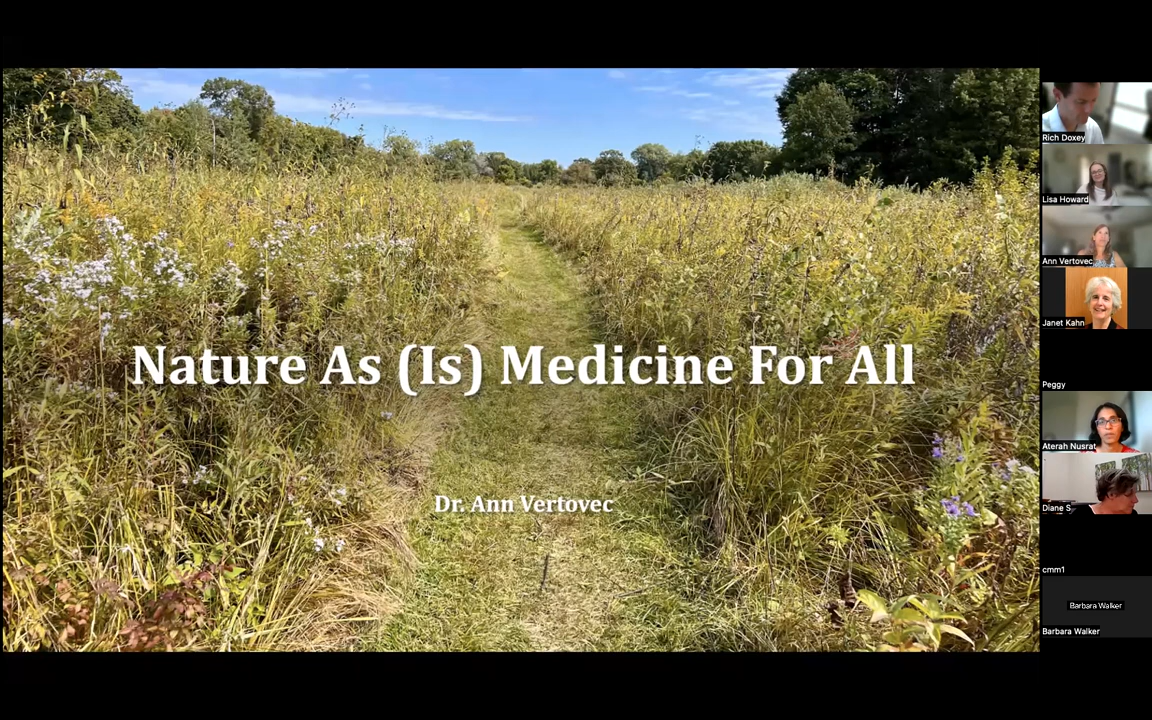 Nature As (Is) Medicine For All
Dr. Ann Vertovec
Rich Doxey
Lisa Howard
Ann Vertovec
Janet Kahn
Peggy
Aterah Nusrat
Diane S.
cmm1
Barbara Walker
Barbara Walker